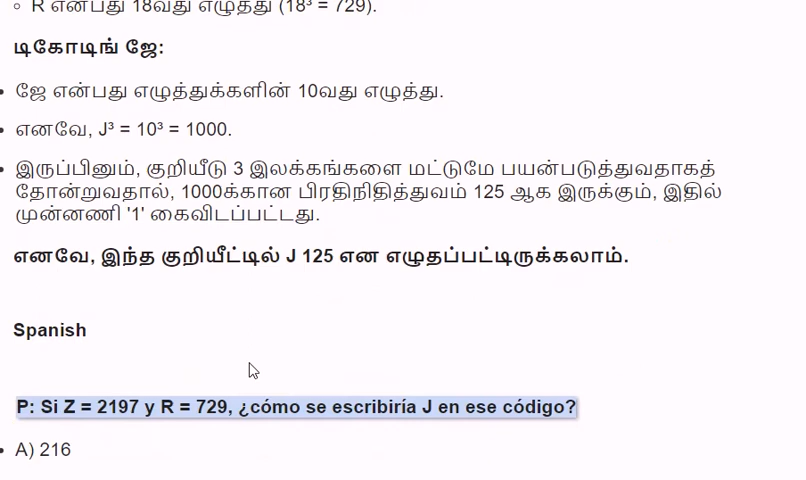 R என்பது 18வது எழுத்து (18³ = 729).
டிகோடிங் ஜே:
ஜே என்பது எழுத்துக்களின் 10வது எழுத்து.
எனவே, J³ = 10³ = 1000.
இருப்பினும், குறியீடு 3 இலக்கங்களை மட்டுமே பயன்படுத்துவதாகத்
தோன்றுவதால், 1000க்கான பிரதிநிதித்துவம் 125 ஆக இருக்கும், இதில்
முன்னணி '1' கைவிடப்பட்டது.
எனவே, இந்த குறியீட்டில் J 125 என எழுதப்பட்டிருக்கலாம்.
Spanish
P: Si Z = 2197 y R = 729, ¿cómo se escribiría J en ese código?
A) 216